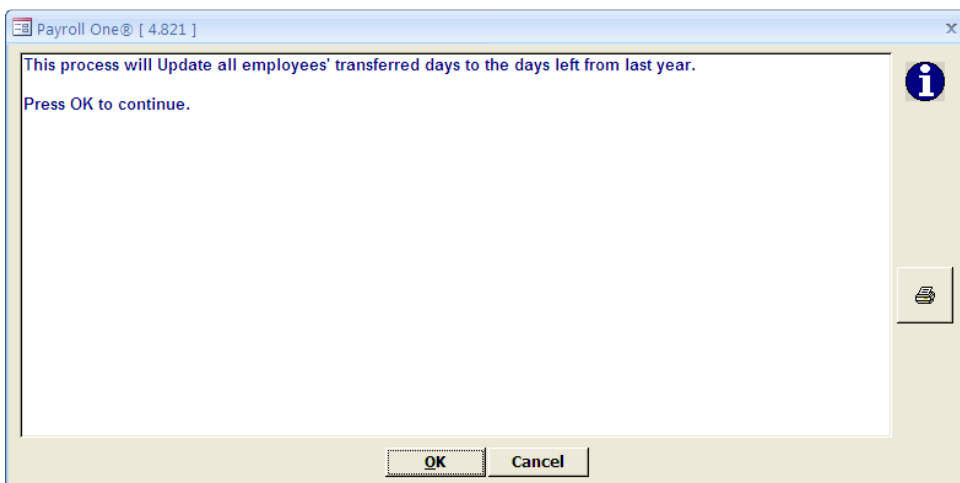 Payroll One® [ 4.821 ]
This process will Update all employees' transferred days to the days left from last year.
Press OK to continue.
OK
Cancel